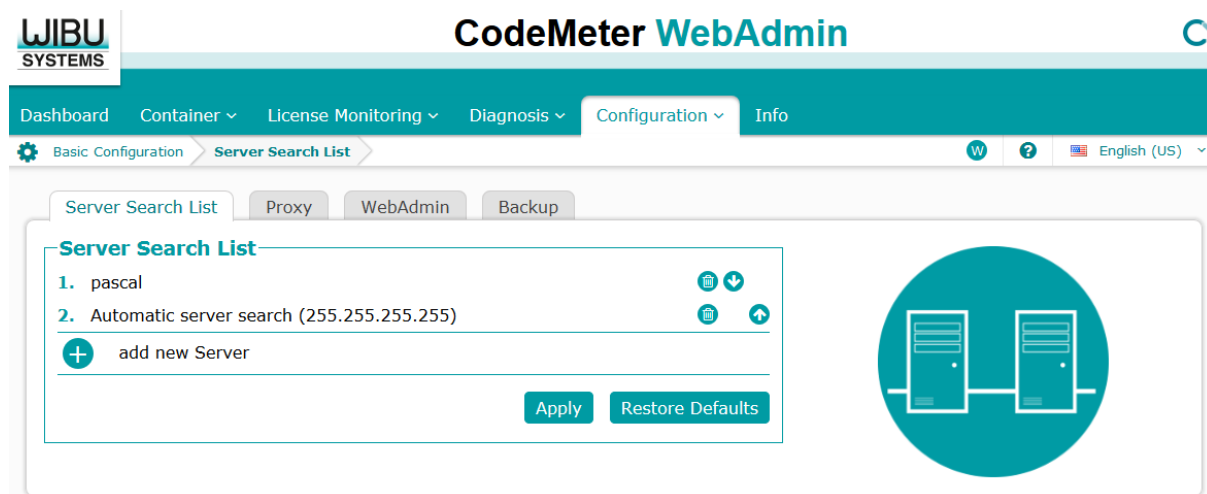 WIBU
SYSTEMS
CodeMeter WebAdmin
Dashboard Container License Monitoring Diagnosis Configuration Info
Basic Configuration Server Search List W ? English (US)
Server Search List Proxy WebAdmin Backup
Server Search List
1. pascal
2. Automatic server search (255.255.255.255)
+ add new Server
Apply Restore Defaults